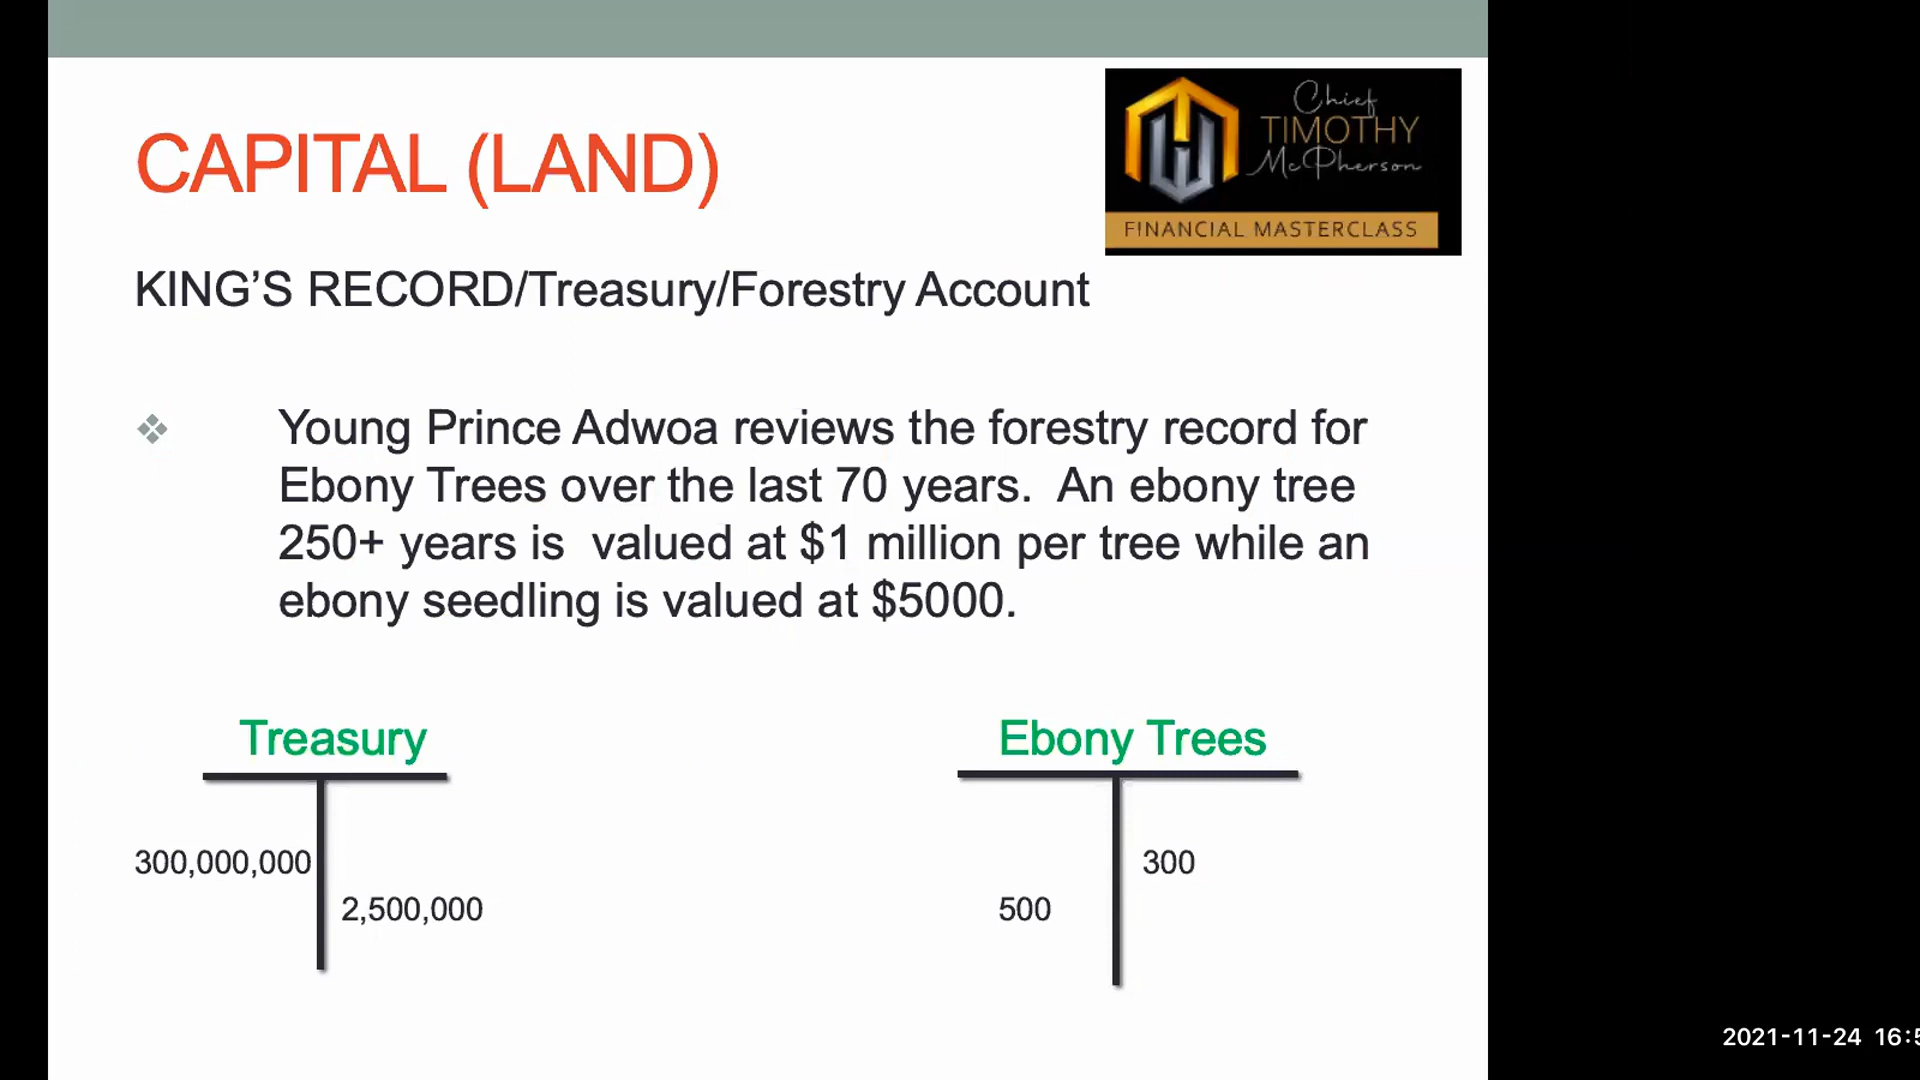 Chief
TIMOTHY
McPherson
FINANCIAL MASTERCLASS
CAPITAL (LAND)
KING’S RECORD/Treasury/Forestry Account
❖ Young Prince Adwoa reviews the forestry record for
Ebony Trees over the last 70 years.  An ebony tree
250+ years is  valued at $1 million per tree while an
ebony seedling is valued at $5000.
Treasury
300,000,000
2,500,000
Ebony Trees
300
500
2021-11-24 16:5